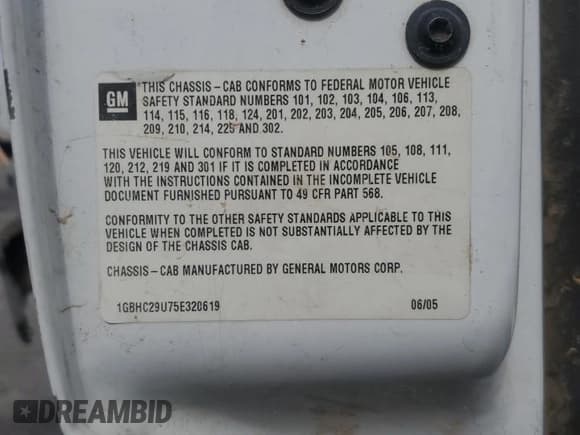 GM
THIS CHASSIS-CAB CONFORMS TO FEDERAL MOTOR VEHICLE
SAFETY STANDARD NUMBERS 101, 102, 103, 104, 106, 113,
114, 115, 116, 118, 124, 201, 202, 203, 204, 205, 206, 207, 208,
209, 210, 214, 225 AND 302.
THIS VEHICLE WILL CONFORM TO STANDARD NUMBERS 105, 108, 111,
120, 212, 219 AND 301 IF IT IS COMPLETED IN ACCORDANCE
WITH THE INSTRUCTIONS CONTAINED IN THE INCOMPLETE VEHICLE
DOCUMENT FURNISHED PURSUANT TO 49 CFR PART 568.
CONFORMITY TO THE OTHER SAFETY STANDARDS APPLICABLE TO THIS
VEHICLE WHEN COMPLETED IS NOT SUBSTANTIALLY AFFECTED BY THE
DESIGN OF THE CHASSIS CAB.
CHASSIS-CAB MANUFACTURED BY GENERAL MOTORS CORP.
1GBHC29U75E320619 06/05
DREAMBID